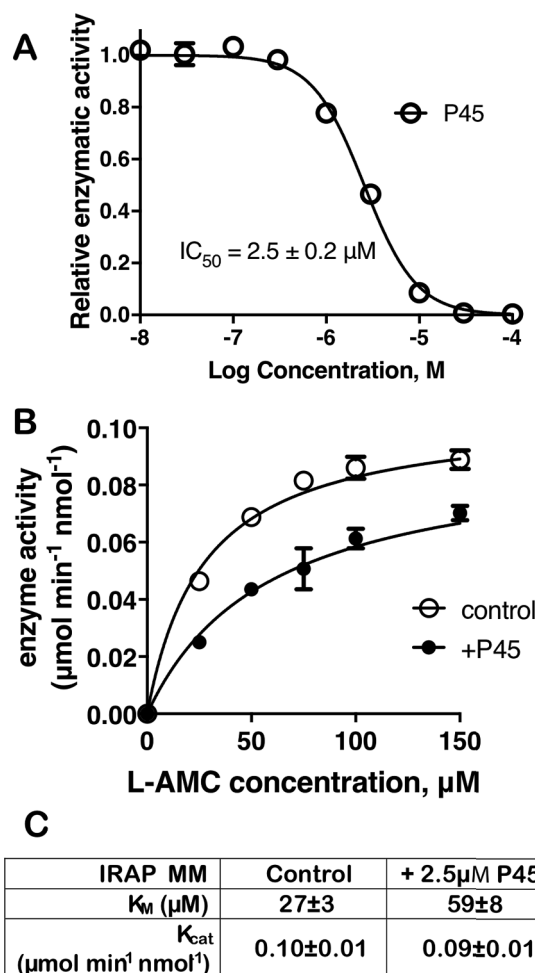 A
Relative enzymatic activity
1.0
0.8
0.6
0.4
0.2
0.0
P45
IC50 = 2.5 ± 0.2 µM
-8 -7 -6 -5 -4
Log Concentration, M
B
enzyme activity
(µmol min-1 nmol-1)
0.10
0.08
0.06
0.04
0.02
0.00
control
+P45
0 50 100 150
L-AMC concentration, µM
C
IRAP MM Control + 2.5µM P45
KM (µM) 27±3 59±8
Kcat
(µmol min1 nmol1) 0.10±0.01 0.09±0.01